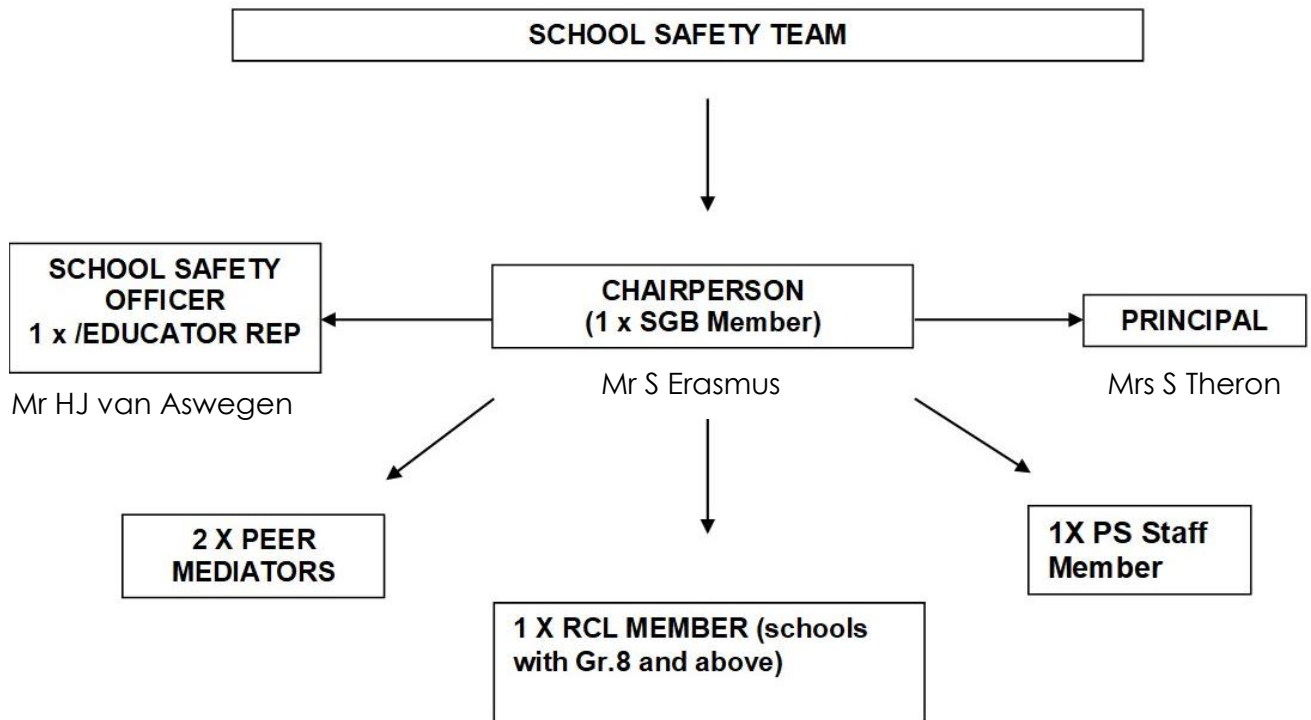 SCHOOL SAFETY TEAM
SCHOOL SAFETY
OFFICER
1 x /EDUCATOR REP
Mr HJ van Aswegen
CHAIRPERSON
(1 x SGB Member)
Mr S Erasmus
PRINCIPAL
Mrs S Theron
2 X PEER
MEDIATORS
1 X RCL MEMBER (schools
with Gr.8 and above)
1X PS Staff
Member